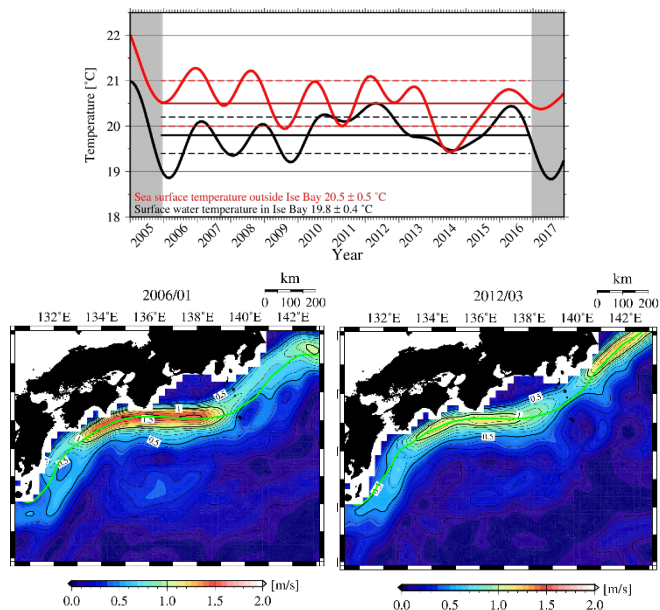 22
21
20
19
18
Temperature [˚C]
Sea surface temperature outside Ise Bay 20.5 ± 0.5 ˚C
Surface water temperature in Ise Bay 19.8 ± 0.4 ˚C
2005 2006 2007 2008 2009 2010 2011 2012 2013 2014 2015 2016 2017
Year
km
0 100 200
2006/01
132˚E 134˚E 136˚E 138˚E 140˚E 142˚E
0.5
1
1.5
0.5
0.5
0.0 0.5 1.0 1.5 2.0 [m/s]
km
0 100 200
2012/03
132˚E 134˚E 136˚E 138˚E 140˚E 142˚E
0.5
1
0.5
0.5
0.0 0.5 1.0 1.5 2.0 [m/s]